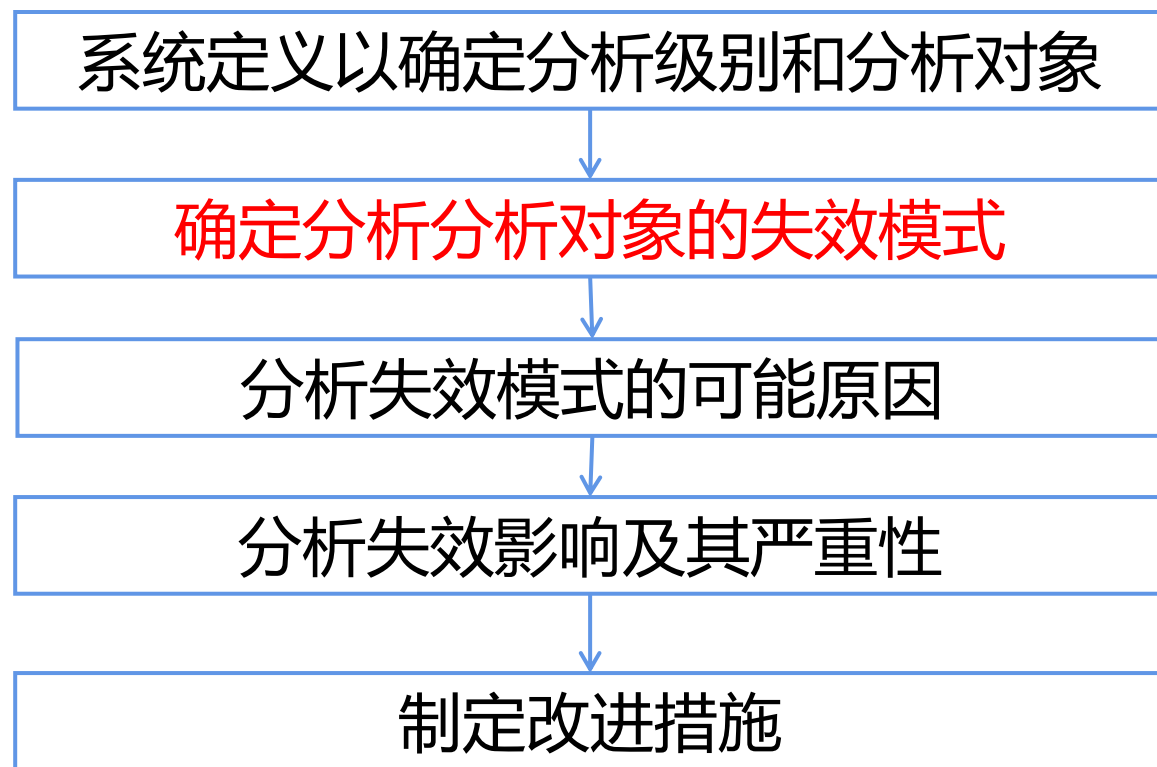 系统定义以确定分析级别和分析对象
确定分析分析对象的失效模式
分析失效模式的可能原因
分析失效影响及其严重性
制定改进措施